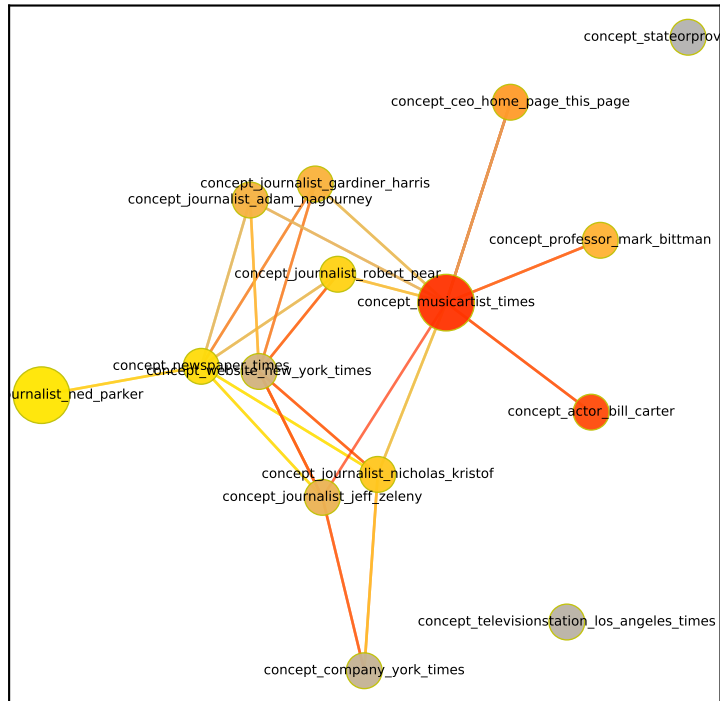 concept_stateorprov
concept_ceo_home_page_this_page
concept_journalist_gardiner_harris
concept_journalist_adam_nagourney
concept_professor_mark_bittman
concept_journalist_robert_pear
concept_musicartist_times
concept_newspaper_times
concept_website_new_york_times
urnalist_ned_parker
concept_actor_bill_carter
concept_journalist_nicholas_kristof
concept_journalist_jeff_zeleny
concept_televisionstation_los_angeles_times
concept_company_york_times